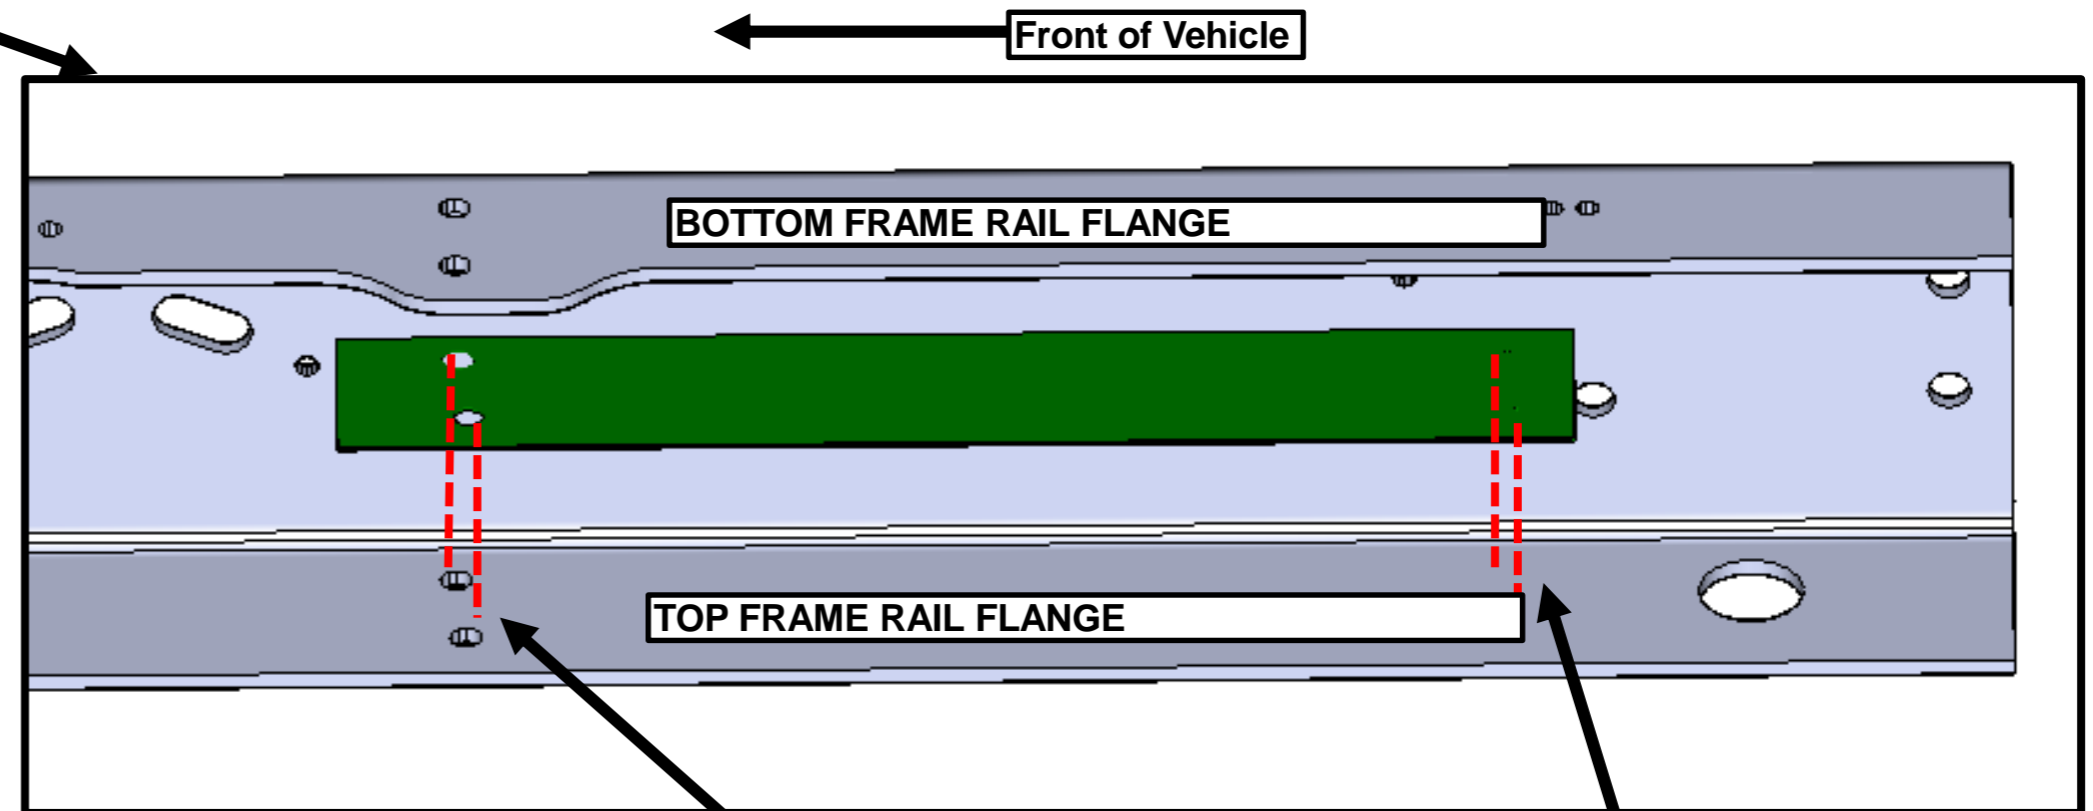 Front of Vehicle
BOTTOM FRAME RAIL FLANGE
TOP FRAME RAIL FLANGE